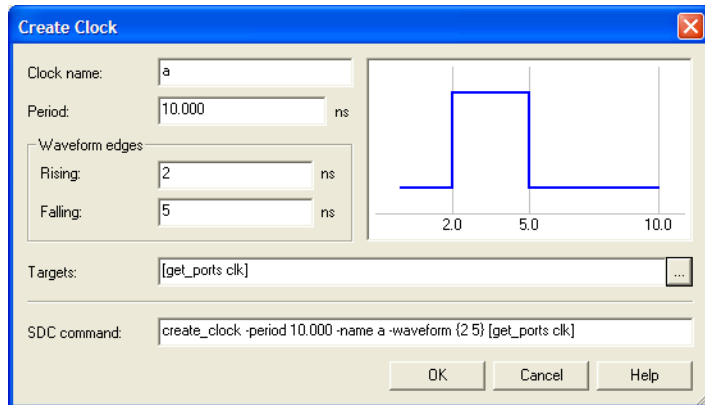 Create Clock
Clock name: a
Period: 10.000 ns
Waveform edges
Rising: 2 ns
Falling: 5 ns
2.0 5.0 10.0
Targets: [get_ports clk] ...
SDC command: create_clock -period 10.000 -name a -waveform {2 5} [get_ports clk]
OK Cancel Help